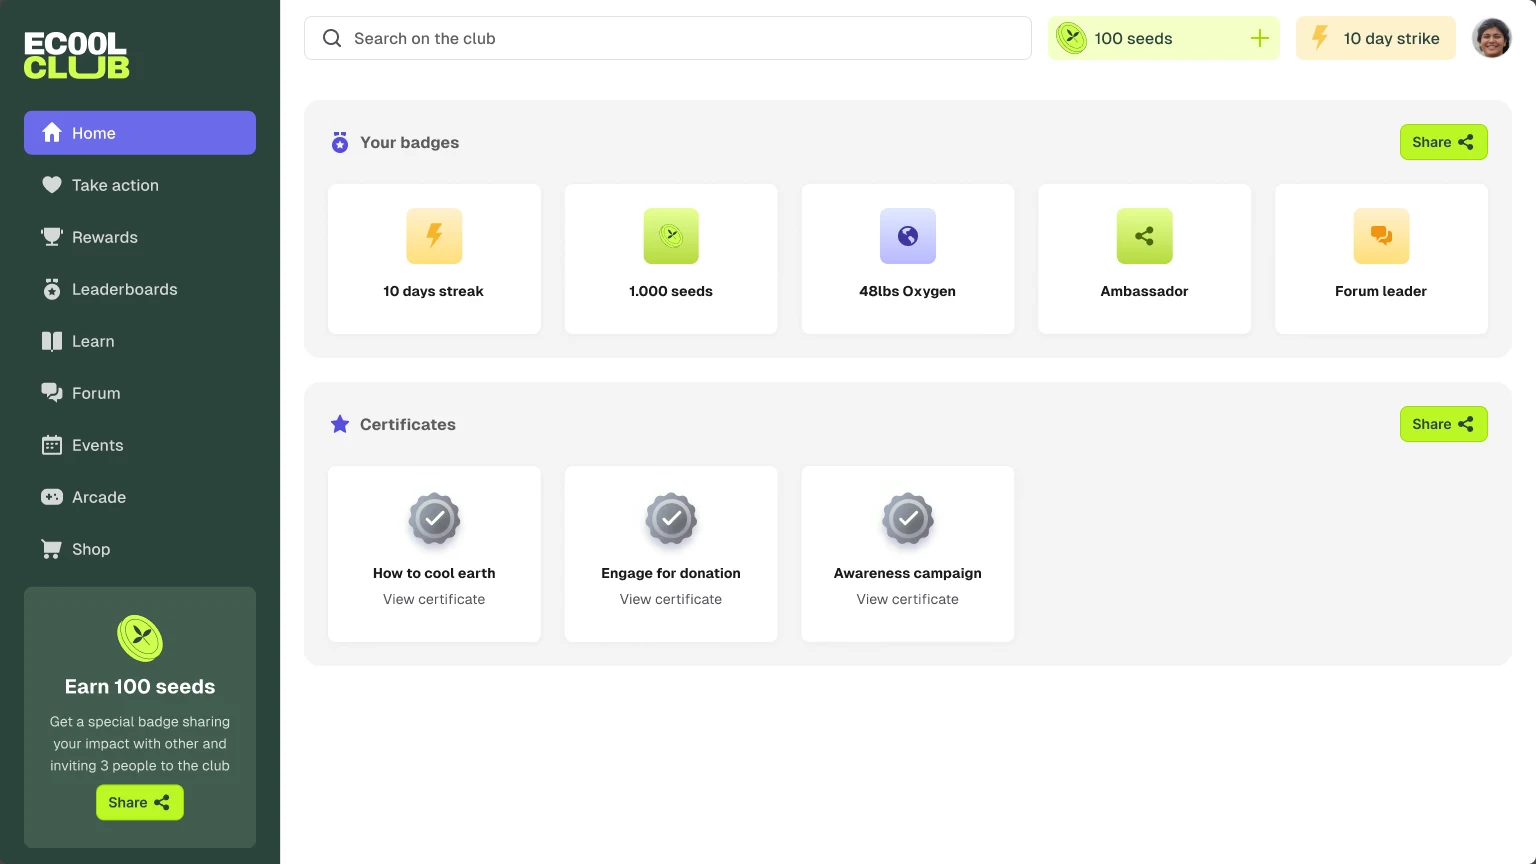 ECOOL
CLUB
Home
Take action
Rewards
Leaderboards
Learn
Forum
Events
Arcade
Shop
Earn 100 seeds
Get a special badge sharing
your impact with other and
inviting 3 people to the club
Share
Search on the club
100 seeds
10 day strike
Your badges
Share
10 days streak
1.000 seeds
48lbs Oxygen
Ambassador
Forum leader
Certificates
Share
How to cool earth
View certificate
Engage for donation
View certificate
Awareness campaign
View certificate